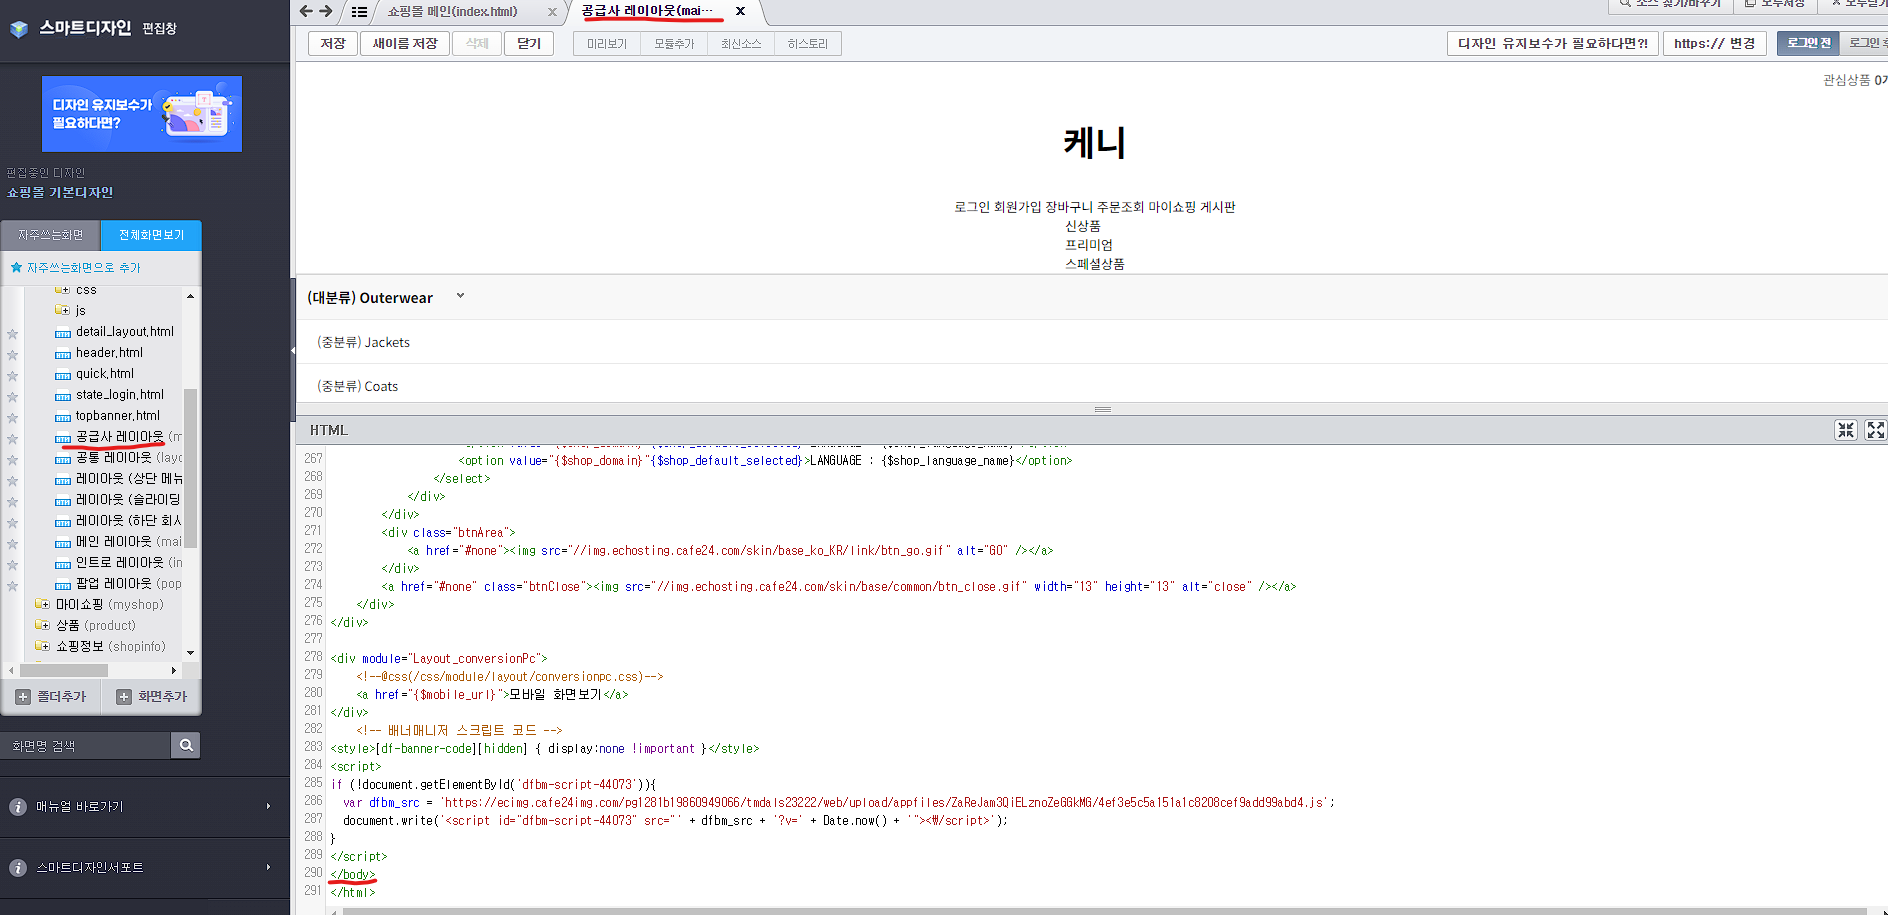 스마트디자인 편집창
디자인 유지보수가
필요하다면?
편집중인 디자인
쇼핑몰 기본디자인
자주쓰는화면 전체화면보기
자주쓰는화면으로 추가
css
js
detail_layout.html
header.html
quick.html
state_login.html
topbanner.html
공급사 레이아웃 (m
공통 레이아웃 (layc
레이아웃 (상단 메뉴
레이아웃 (슬라이딩
레이아웃 (하단 회사
메인 레이아웃 (mai
인트로 레이아웃 (in
팝업 레이아웃 (pop
마이쇼핑 (myshop)
상품 (product)
쇼핑정보 (shopinfo)
폴더추가 화면추가
화면명 검색
매뉴얼 바로가기
스마트디자인서포트
쇼핑몰 메인(index.html) x 공급사 레이아웃(mai··· x
소스 찾기/바꾸기 모두저장 x 모두닫기
저장 새이름 저장 삭제 닫기 미리보기 모듈추가 최신소스 히스토리 디자인 유지보수가 필요하다면?! https:// 변경 로그인 전 로그인
관심상품 0
케니
로그인 회원가입 장바구니 주문조회 마이쇼핑 게시판
신상품
프리미엄
스페셜상품
(대분류) Outerwear
(중분류) Jackets
(중분류) Coats
HTML
267 <option value="{$shop_domain}"{$shop_default_selected}>LANGUAGE : {$shop_language_name}</option>
268 </select>
269 </div>
270 </div>
271 <div class="btnArea">
272 <a href="#none"><img src="//img.echosting.cafe24.com/skin/base_ko_KR/link/btn_go.gif" alt="GO" /></a>
273 </div>
274 <a href="#none" class="btnClose"><img src="//img.echosting.cafe24.com/skin/base/common/btn_close.gif" width="13" height="13" alt="close" /></a>
275 </div>
276 </div>
277
278 <div module="Layout_conversionPc">
279 <!--@css(/css/module/layout/conversionpc.css)-->
280 <a href="{$mobile_url}">모바일 화면보기</a>
281 </div>
282 <!-- 배너매니저 스크립트 코드 -->
283 <style>[df-banner-code][hidden] { display:none !important }</style>
284 <script>
285 if (!document.getElementById('dfbm-script-44073')){
286 var dfbm_src = 'https://ecimg.cafe24img.com/pg1281b19860949066/tmdals23222/web/upload/appfiles/ZaReJam3QiELznoZeGGkMG/4ef3e5c5a151a1c8208cef9add99abd4.js';
287 document.write('<script id="dfbm-script-44073" src="' + dfbm_src + '?v=' + Date.now() + '"><₩/script>');
288 }
289 </script>
290 </body>
291 </html>